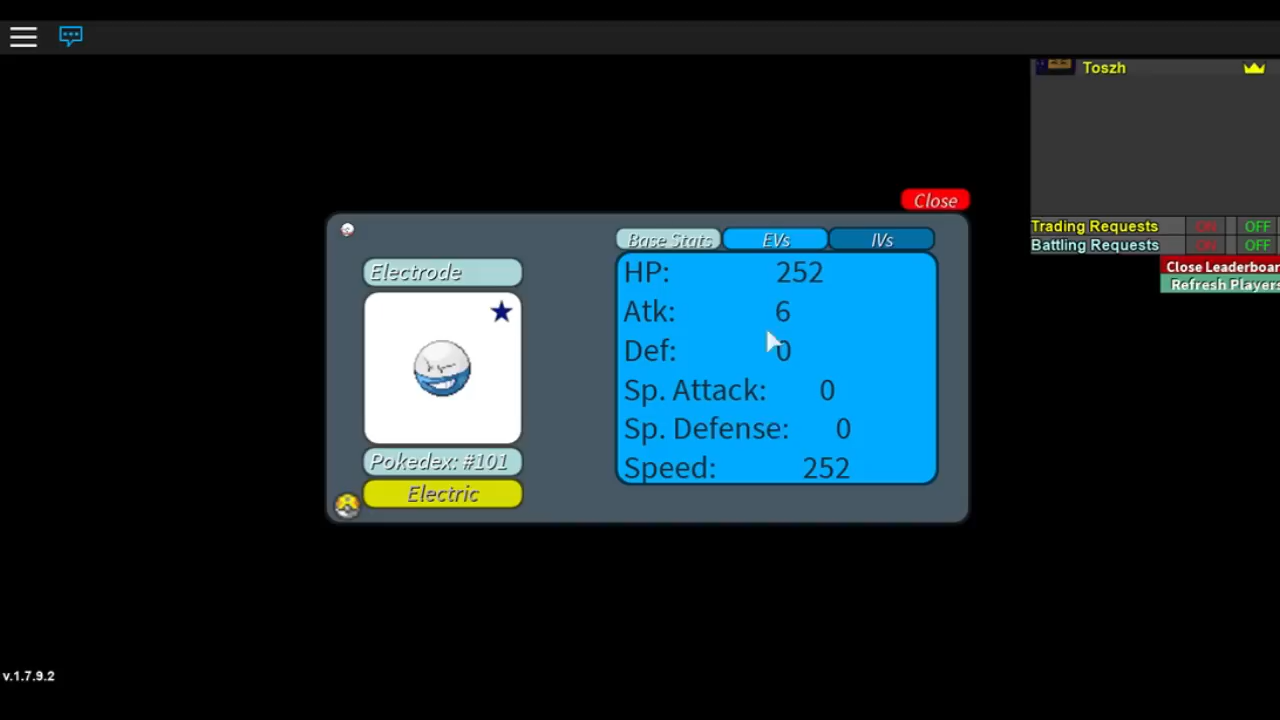 Toszh
Trading Requests ON OFF
Battling Requests ON OFF
Close Leaderboar
Refresh Players
Close
Base Stats EVs IVs
Electrode
HP: 252
Atk: 6
Def: 0
Sp. Attack: 0
Sp. Defense: 0
Speed: 252
Pokedex: #101
Electric
v.1.7.9.2